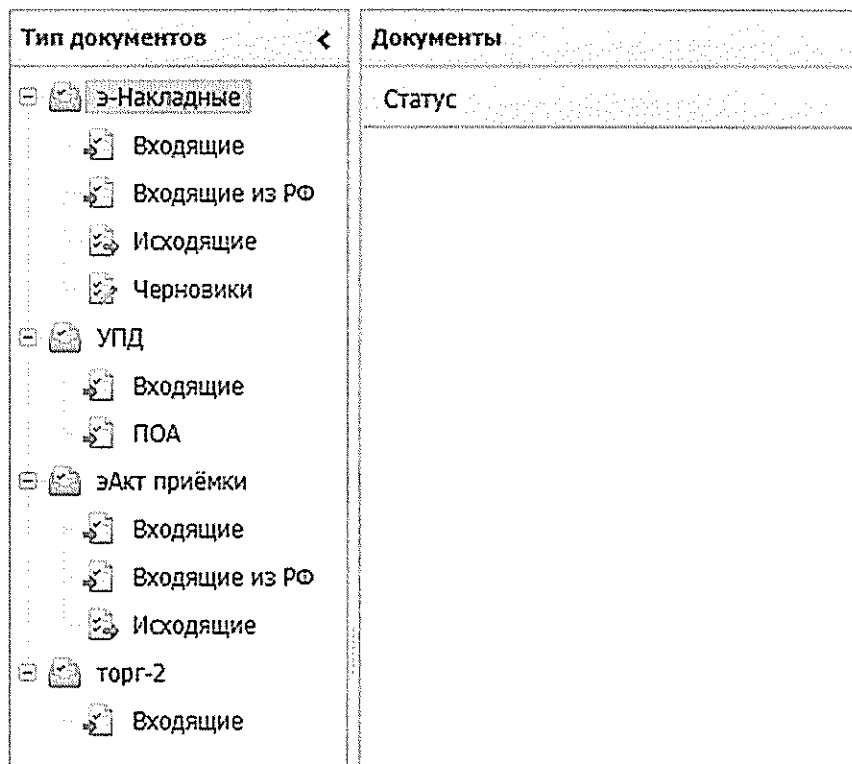 Тип документов
Документы
э-Накладные
Статус
Входящие
Входящие из РФ
Исходящие
Черновики
УПД
Входящие
ПОА
эАкт приёмки
Входящие
Входящие из РФ
Исходящие
торг-2
Входящие